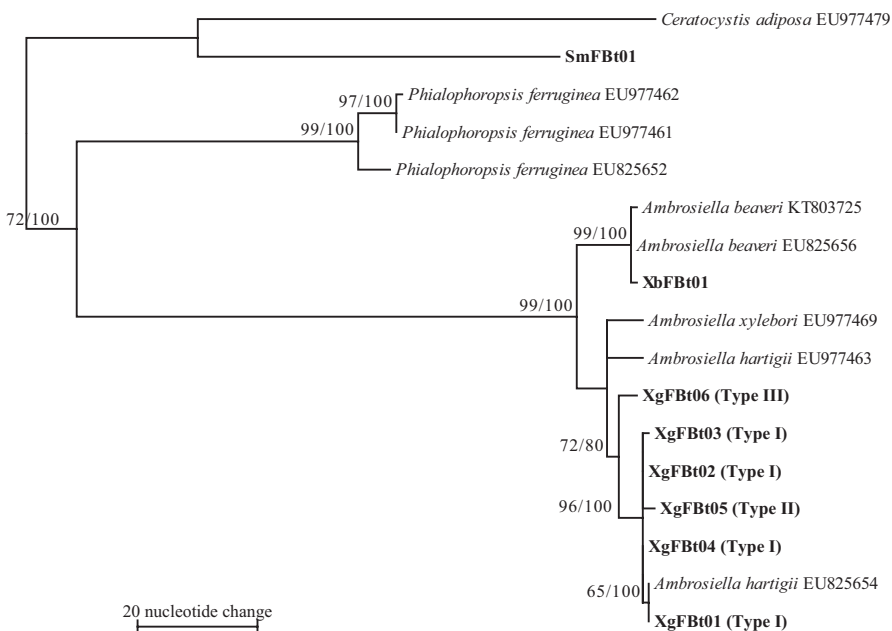 Ceratocystis adiposa EU977479
SmFBt01
97/100
Phialophoropsis ferruginea EU977462
99/100
Phialophoropsis ferruginea EU977461
Phialophoropsis ferruginea EU825652
72/100
Ambrosiella beaveri KT803725
99/100
Ambrosiella beaveri EU825656
XbFBt01
99/100
Ambrosiella xylebori EU977469
Ambrosiella hartigii EU977463
XgFBt06 (Type III)
72/80
XgFBt03 (Type I)
XgFBt02 (Type I)
96/100
XgFBt05 (Type II)
XgFBt04 (Type I)
65/100
Ambrosiella hartigii EU825654
XgFBt01 (Type I)
20 nucleotide change